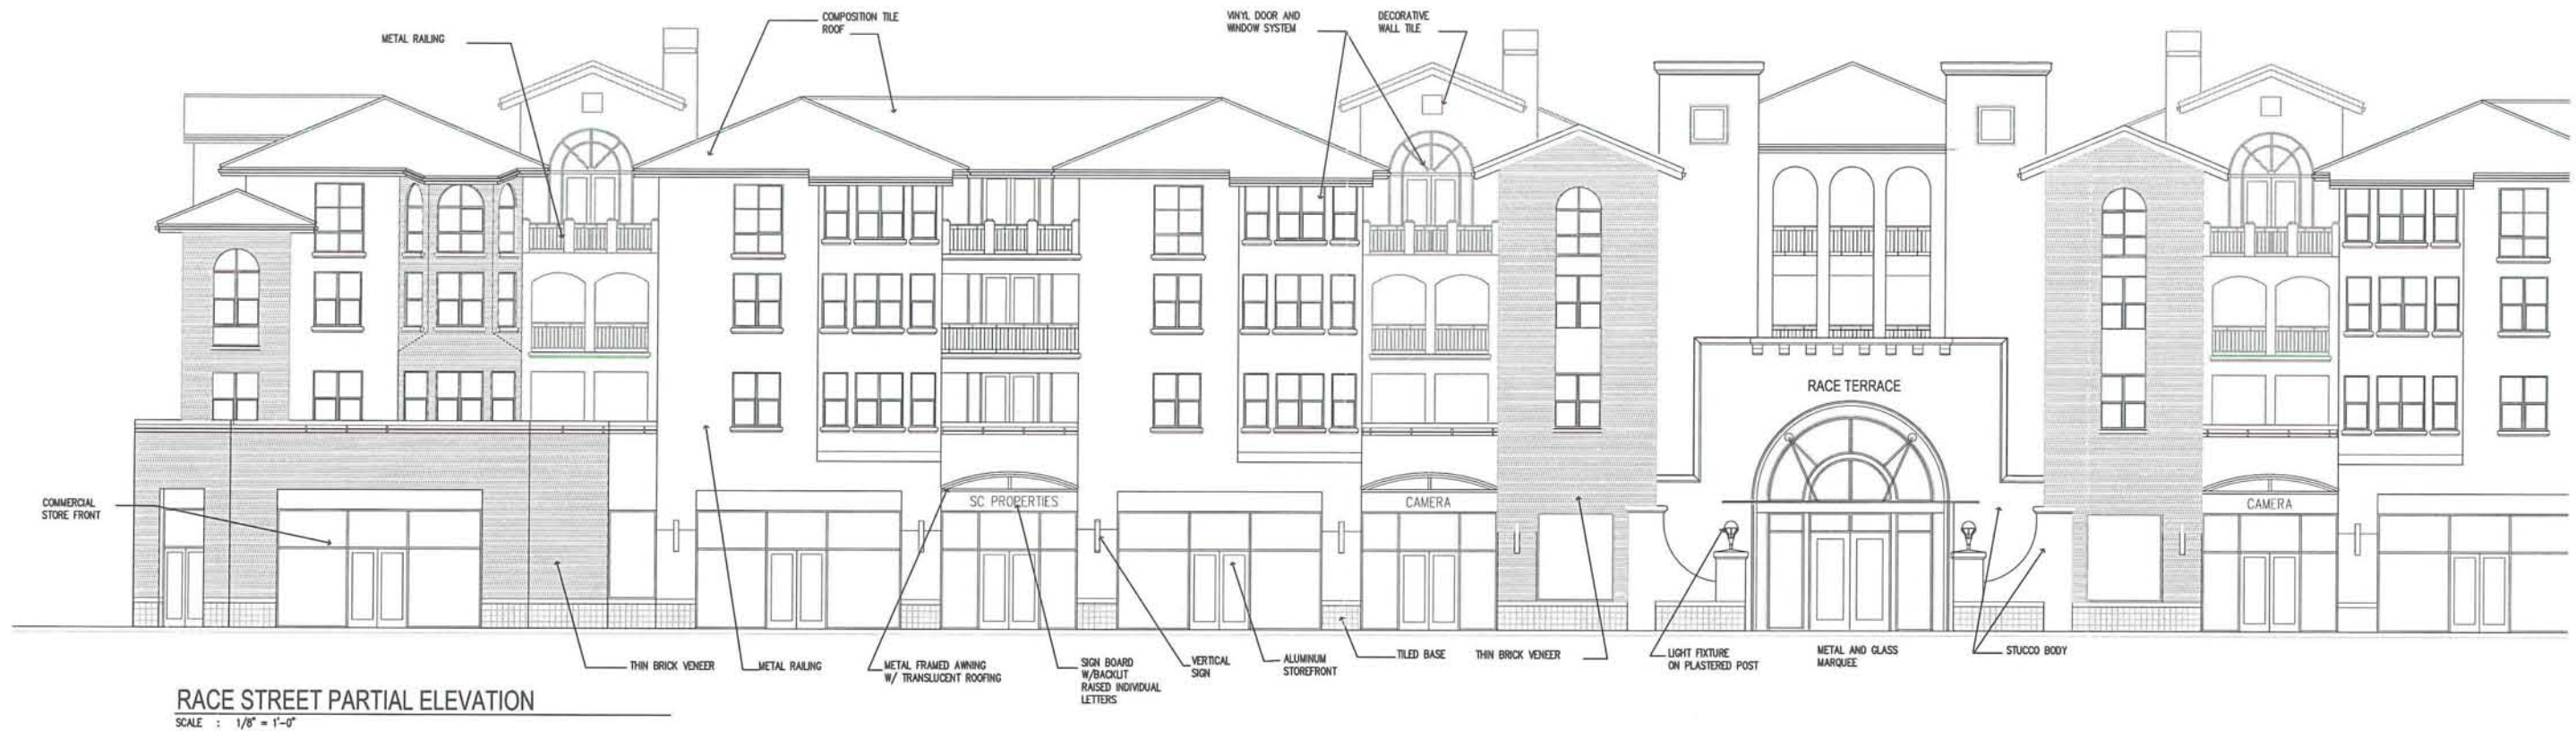 METAL RAILING
COMPOSITION TILE
ROOF
VINYL DOOR AND
WINDOW SYSTEM
DECORATIVE
WALL TILE
RACE TERRACE
COMMERCIAL
STORE FRONT
SC PROPERTIES
CAMERA
CAMERA
THIN BRICK VENEER
METAL RAILING
METAL FRAMED AWNING
W/ TRANSLUCENT ROOFING
SIGN BOARD
W/BACKLIT
RAISED INDIVIDUAL
LETTERS
VERTICAL
SIGN
ALUMINUM
STOREFRONT
TILED BASE
THIN BRICK VENEER
LIGHT FIXTURE
ON PLASTERED POST
METAL AND GLASS
MARQUEE
STUCCO BODY
RACE STREET PARTIAL ELEVATION
SCALE : 1/8" = 1'-0"